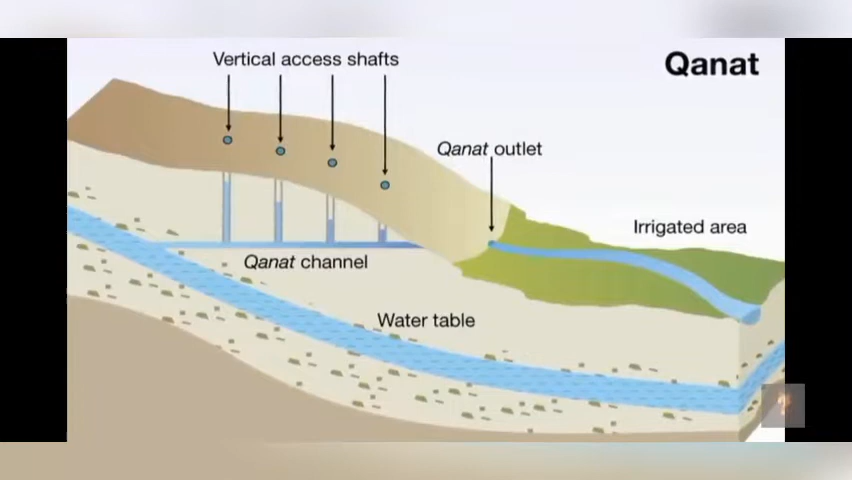 Vertical access shafts
Qanat
Qanat outlet
Irrigated area
Qanat channel
Water table